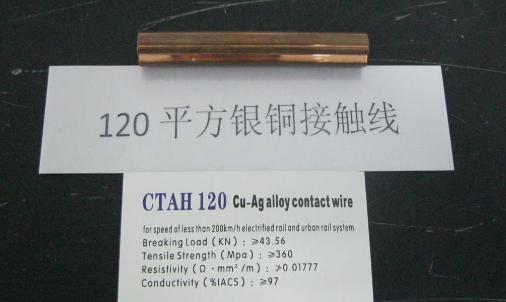 120 平方银铜接触线
CTAH 120 Cu-Ag alloy contact wire
for speed of less than 200km/h electrified rail and urban rail system
Breaking Load ( KN ) : ≥43.56
Tensile Strength ( Mpa ) : ≥360
Resistivity ( Ω · mm² /m ) : >0.01777
Conductivity ( %IACS ) : ≥97